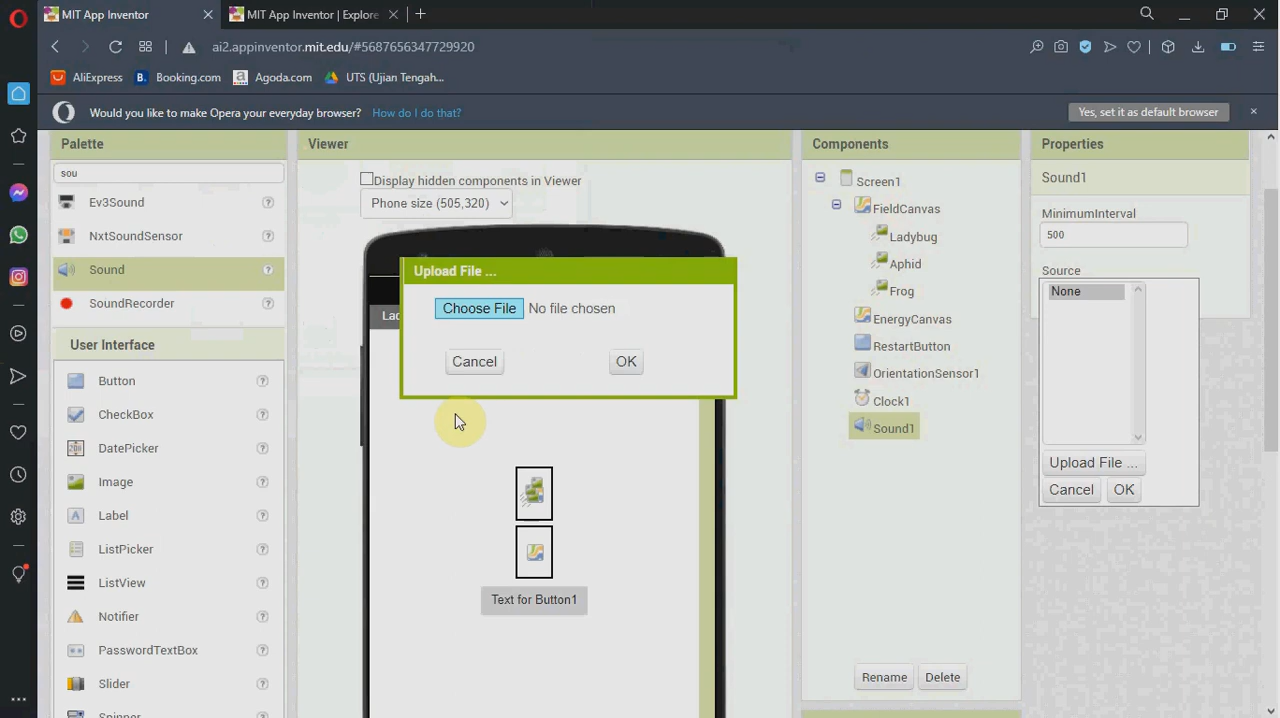 MIT App Inventor
MIT App Inventor | Explore
ai2.appinventor.mit.edu/#5687656347729920
AliExpress
B. Booking.com
a Agoda.com
UTS (Ujian Tengah...
Would you like to make Opera your everyday browser? How do I do that?
Yes, set it as default browser
Palette
sou
Ev3Sound
NxtSoundSensor
Sound
SoundRecorder
User Interface
Button
CheckBox
DatePicker
Image
A Label
ListPicker
ListView
Notifier
PasswordTextBox
Slider
Spinner
Viewer
Display hidden components in Viewer
Phone size (505,320)
Upload File ...
Choose File No file chosen
Cancel
OK
Text for Button1
Components
Screen1
FieldCanvas
Ladybug
Aphid
Frog
EnergyCanvas
RestartButton
OrientationSensor1
Clock1
Sound1
Rename
Delete
Properties
Sound1
MinimumInterval
500
Source
None
Upload File ...
Cancel
OK